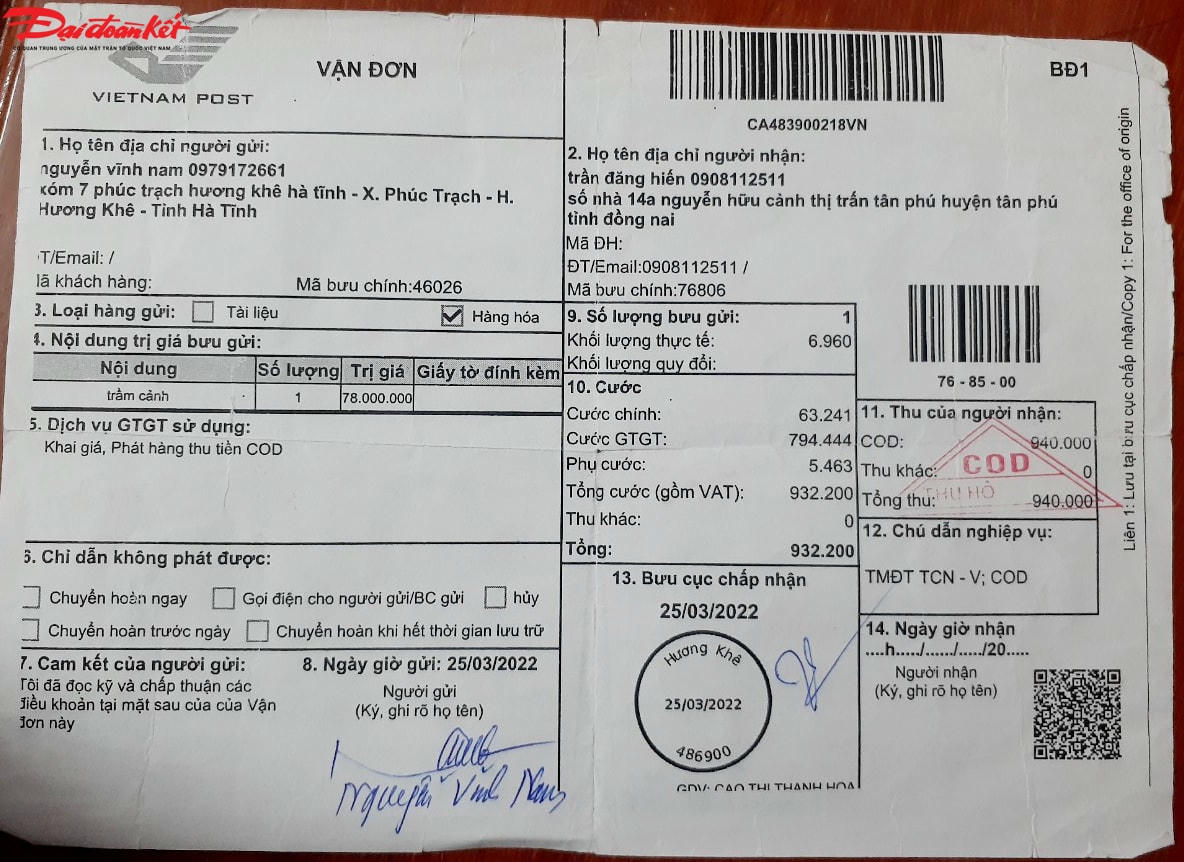 Đại đoàn kết
CƠ QUAN TRUNG ƯƠNG CỦA MẶT TRẬN TỔ QUỐC VIỆT NAM
VIETNAM POST
VẬN ĐƠN
BĐ1
CA483900218VN
1. Họ tên địa chỉ người gửi:
nguyễn vĩnh nam 0979172661
xóm 7 phúc trạch hương khê hà tĩnh - X. Phúc Trạch - H.
Hương Khê - Tỉnh Hà Tĩnh
T/Email: /
ã khách hàng:
Mã bưu chính:46026
2. Họ tên địa chỉ người nhận:
trần đăng hiến 0908112511
số nhà 14a nguyễn hữu cảnh thị trấn tân phú huyện tân phú
tỉnh đồng nai
Mã ĐH:
ĐT/Email:0908112511 /
Mã bưu chính:76806
3. Loại hàng gửi: Tài liệu Hàng hóa
4. Nội dung trị giá bưu gửi:
Nội dung Số lượng Trị giá Giấy tờ đính kèm
trầm cảnh 1 78.000.000
5. Dịch vụ GTGT sử dụng:
Khai giá, Phát hàng thu tiền COD
6. Chỉ dẫn không phát được:
Chuyển hoàn ngay Gọi điện cho người gửi/BC gửi hủy
Chuyển hoàn trước ngày Chuyển hoàn khi hết thời gian lưu trữ
7. Cam kết của người gửi:
Tôi đã đọc kỹ và chấp thuận các
điều khoản tại mặt sau của của Vận
đơn này
8. Ngày giờ gửi: 25/03/2022
Người gửi
(Ký, ghi rõ họ tên)
Nguyễn Vĩnh Nam
9. Số lượng bưu gửi: 1
Khối lượng thực tế: 6.960
Khối lượng quy đổi:
10. Cước
Cước chính: 63.241
Cước GTGT: 794.444
Phụ cước: 5.463
Tổng cước (gồm VAT): 932.200
Thu khác: 0
Tổng: 932.200
76 - 85 - 00
11. Thu của người nhận:
COD: 940.000
Thu khác: 0
Tổng thu: 940.000
COD
THU HỘ
12. Chú dẫn nghiệp vụ:
TMĐT TCN - V; COD
13. Bưu cục chấp nhận
25/03/2022
Hương Khê
25/03/2022
486900
GDV: CAO THỊ THANH HOA
14. Ngày giờ nhận
....h...../....../...../20.....
Người nhận
(Ký, ghi rõ họ tên)
Liên 1: Lưu tại bưu cục chấp nhận/Copy 1: For the office of origin